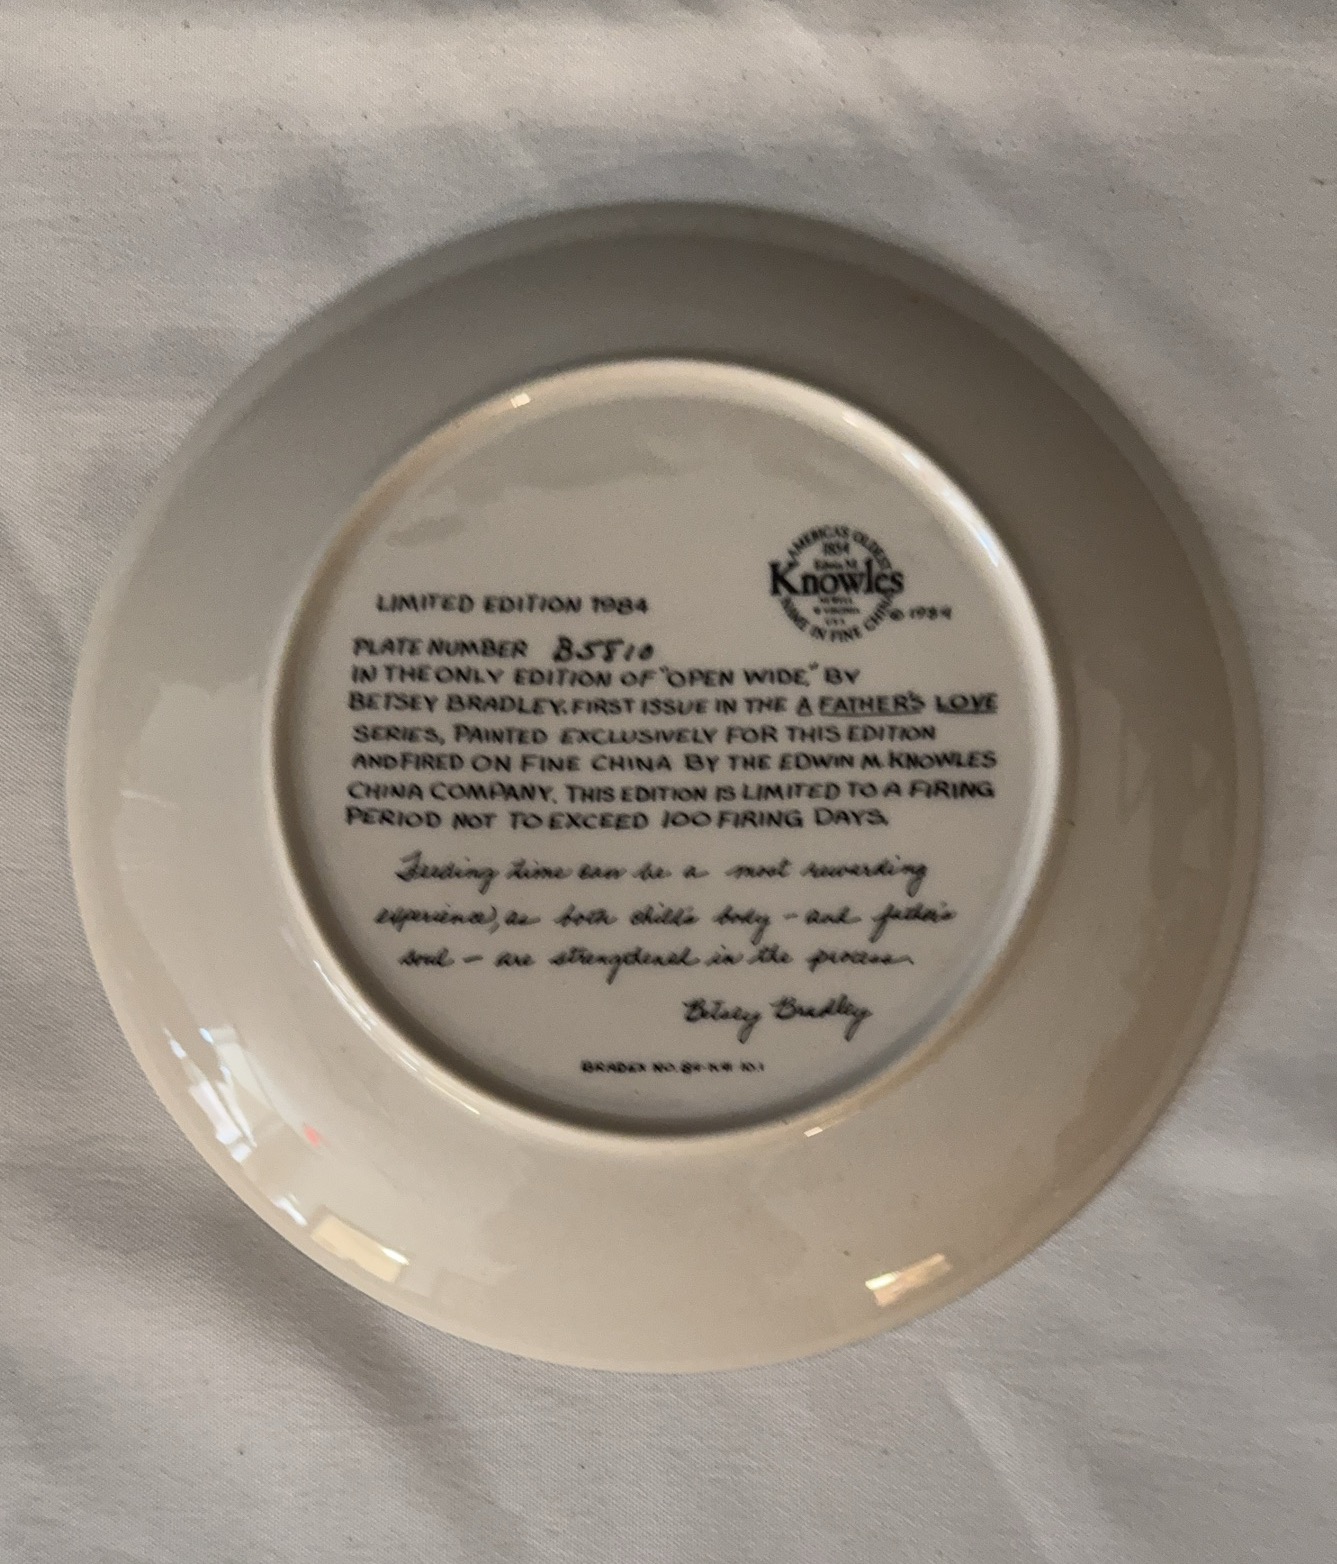 AMERICA'S OLDEST
1854
Edwin M.
Knowles
NAME IN FINE CHINA
© 1984
LIMITED EDITION 1984
PLATE NUMBER B5810
IN THE ONLY EDITION OF "OPEN WIDE," BY
BETSEY BRADLEY, FIRST ISSUE IN THE A FATHER'S LOVE
SERIES, PAINTED EXCLUSIVELY FOR THIS EDITION
AND FIRED ON FINE CHINA BY THE EDWIN M. KNOWLES
CHINA COMPANY. THIS EDITION IS LIMITED TO A FIRING
PERIOD NOT TO EXCEED 100 FIRING DAYS.
Feeding time can be a most rewarding
experience, as both child's body - and father's
soul - are strengthened in the process.
Betsey Bradley
BRADEX NO.